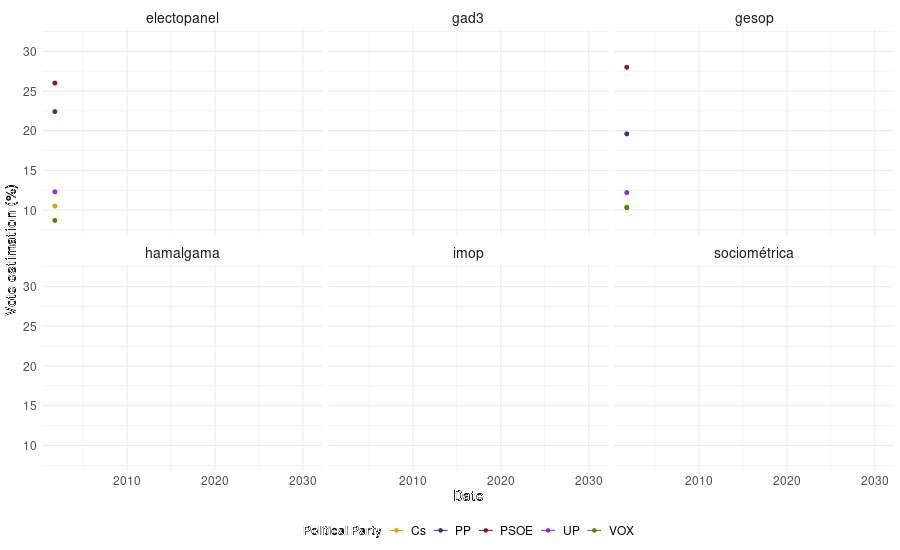 electopanel gad3 gesop
30
25
20
15
10
Vote estimation (%)
hamalgama imop sociométrica
30
25
20
15
10
2010 2020 2030 2010 2020 2030 2010 2020 2030
Date
Political Party Cs PP PSOE UP VOX